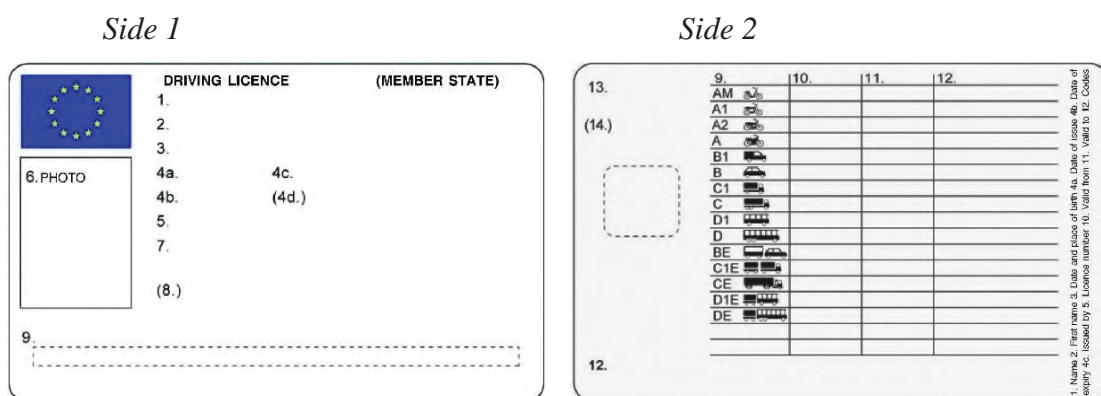 Side 1
DRIVING LICENCE (MEMBER STATE)
1.
2.
3.
4a. 4c.
4b. (4d.)
5.
7.
(8.)
6. PHOTO
9.
Side 2
13.
(14.)
12.
9. 10. 11. 12.
AM
A1
A2
A
B1
B
C1
C
D1
D
BE
C1E
CE
D1E
DE
1. Name 2. First name 3. Date and place of birth 4a. Date of issue 4b. Date of
expiry 4c. Issued by 5. Licence number 10. Valid from 11. Valid to 12. Codes